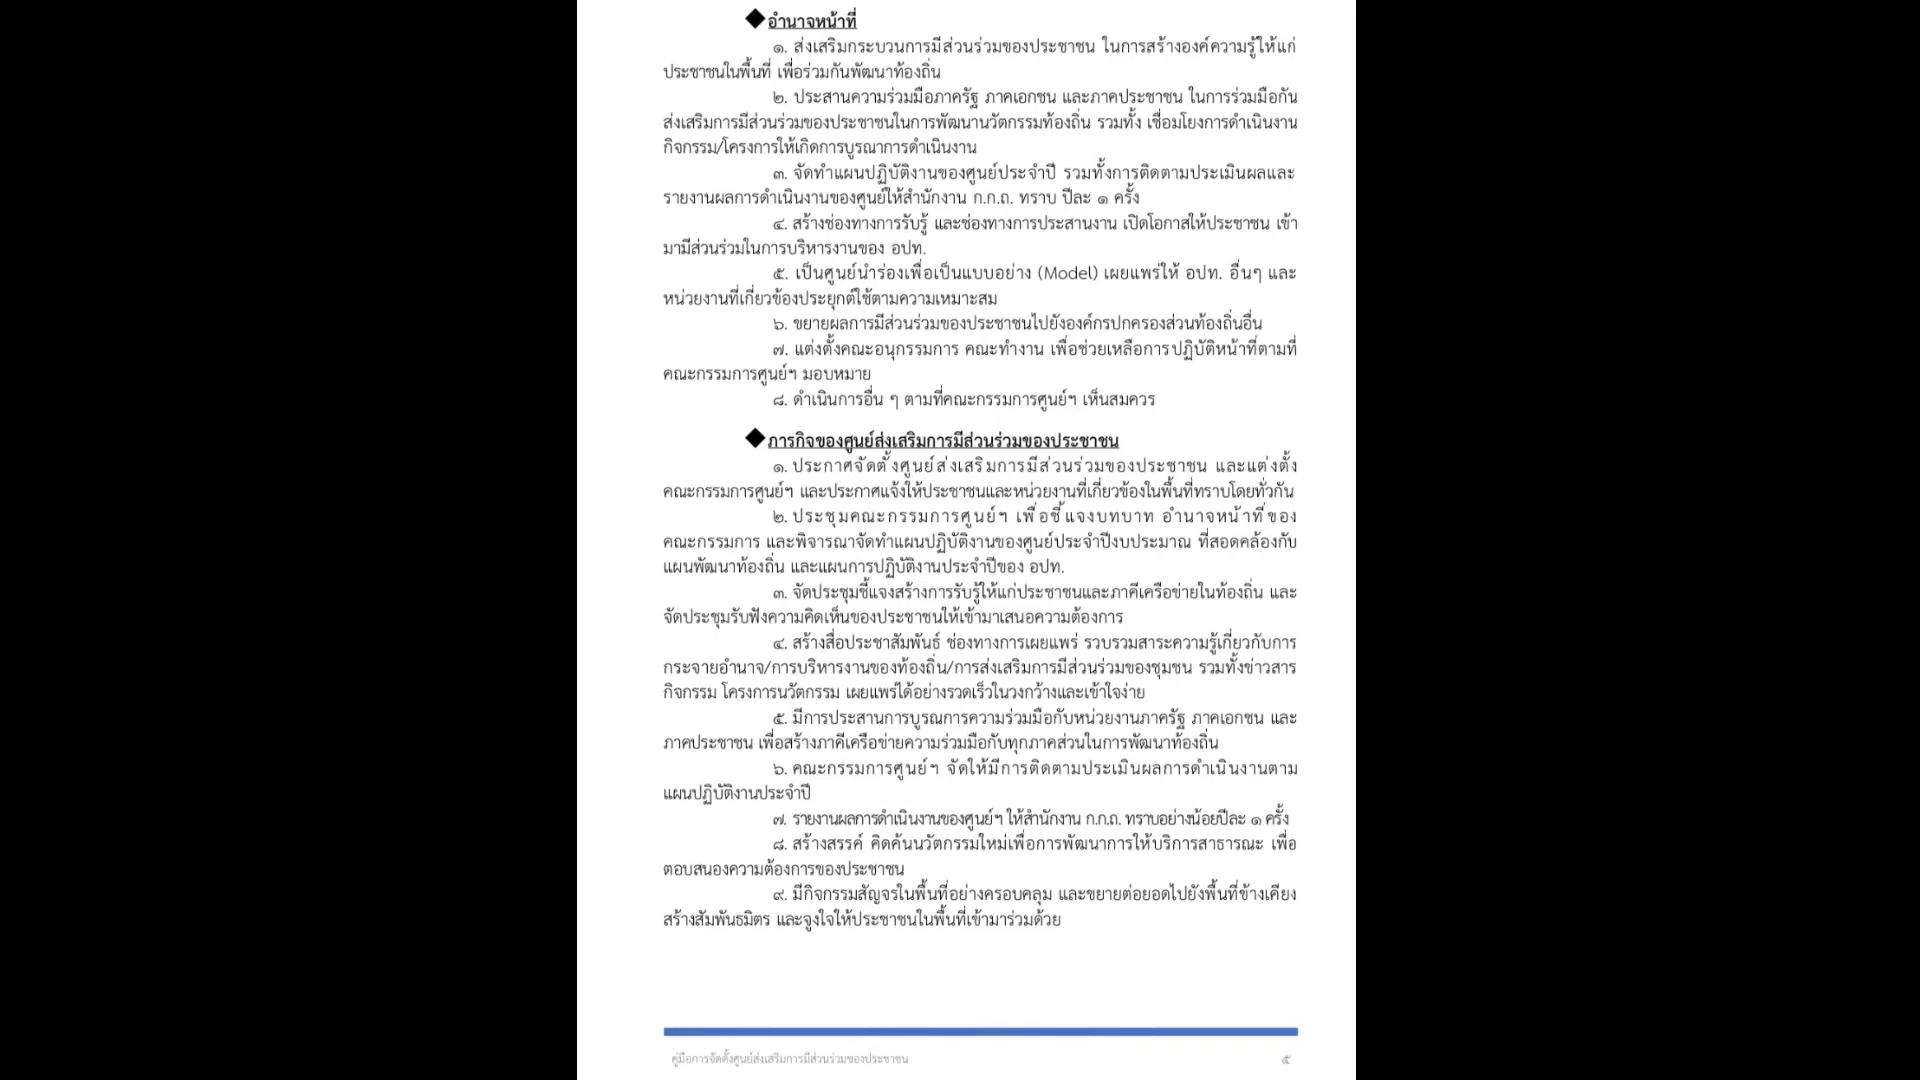 ◆อำนาจหน้าที่
๑. ส่งเสริมกระบวนการมีส่วนร่วมของประชาชน ในการสร้างองค์ความรู้ให้แก่
ประชาชนในพื้นที่ เพื่อร่วมกันพัฒนาท้องถิ่น
๒. ประสานความร่วมมือภาครัฐ ภาคเอกชน และภาคประชาชน ในการร่วมมือกัน
ส่งเสริมการมีส่วนร่วมของประชาชนในการพัฒนานวัตกรรมท้องถิ่น รวมทั้ง เชื่อมโยงการดำเนินงาน
กิจกรรม/โครงการให้เกิดการบูรณาการดำเนินงาน
๓. จัดทำแผนปฏิบัติงานของศูนย์ประจำปี รวมทั้งการติดตามประเมินผลและ
รายงานผลการดำเนินงานของศูนย์ให้สำนักงาน ก.ก.ถ. ทราบ ปีละ ๑ ครั้ง
๔. สร้างช่องทางการรับรู้ และช่องทางการประสานงาน เปิดโอกาสให้ประชาชน เข้า
มามีส่วนร่วมในการบริหารงานของ อปท.
๕. เป็นศูนย์นำร่องเพื่อเป็นแบบอย่าง (Model) เผยแพร่ให้ อปท. อื่นๆ และ
หน่วยงานที่เกี่ยวข้องประยุกต์ใช้ตามความเหมาะสม
๖. ขยายผลการมีส่วนร่วมของประชาชนไปยังองค์กรปกครองส่วนท้องถิ่นอื่น
๗. แต่งตั้งคณะอนุกรรมการ คณะทำงาน เพื่อช่วยเหลือการปฏิบัติหน้าที่ตามที่
คณะกรรมการศูนย์ฯ มอบหมาย
๘. ดำเนินการอื่น ๆ ตามที่คณะกรรมการศูนย์ฯ เห็นสมควร
◆ภารกิจของศูนย์ส่งเสริมการมีส่วนร่วมของประชาชน
๑. ประกาศจัดตั้งศูนย์ส่งเสริมการมีส่วนร่วมของประชาชน และแต่งตั้ง
คณะกรรมการศูนย์ฯ และประกาศแจ้งให้ประชาชนและหน่วยงานที่เกี่ยวข้องในพื้นที่ทราบโดยทั่วกัน
๒. ประชุมคณะกรรมการศูนย์ฯ เพื่อชี้แจงบทบาท อำนาจหน้าที่ของ
คณะกรรมการ และพิจารณาจัดทำแผนปฏิบัติงานของศูนย์ประจำปีงบประมาณ ที่สอดคล้องกับ
แผนพัฒนาท้องถิ่น และแผนการปฏิบัติงานประจำปีของ อปท.
๓. จัดประชุมชี้แจงสร้างการรับรู้ให้แก่ประชาชนและภาคีเครือข่ายในท้องถิ่น และ
จัดประชุมรับฟังความคิดเห็นของประชาชนให้เข้ามาเสนอความต้องการ
๔. สร้างสื่อประชาสัมพันธ์ ช่องทางการเผยแพร่ รวบรวมสาระความรู้เกี่ยวกับการ
กระจายอำนาจ/การบริหารงานของท้องถิ่น/การส่งเสริมการมีส่วนร่วมของชุมชน รวมทั้งข่าวสาร
กิจกรรม โครงการนวัตกรรม เผยแพร่ได้อย่างรวดเร็วในวงกว้างและเข้าใจง่าย
๕. มีการประสานการบูรณการความร่วมมือกับหน่วยงานภาครัฐ ภาคเอกชน และ
ภาคประชาชน เพื่อสร้างภาคีเครือข่ายความร่วมมือกับทุกภาคส่วนในการพัฒนาท้องถิ่น
๖. คณะกรรมการศูนย์ฯ จัดให้มีการติดตามประเมินผลการดำเนินงานตาม
แผนปฏิบัติงานประจำปี
๗. รายงานผลการดำเนินงานของศูนย์ฯ ให้สำนักงาน ก.ก.ถ. ทราบอย่างน้อยปีละ ๑ ครั้ง
๘. สร้างสรรค์ คิดค้นนวัตกรรมใหม่เพื่อการพัฒนาการให้บริการสาธารณะ เพื่อ
ตอบสนองความต้องการของประชาชน
๙. มีกิจกรรมสัญจรในพื้นที่อย่างครอบคลุม และขยายต่อยอดไปยังพื้นที่ข้างเคียง
สร้างสัมพันธมิตร และจูงใจให้ประชาชนในพื้นที่เข้ามาร่วมด้วย
คู่มือการจัดตั้งศูนย์ส่งเสริมการมีส่วนร่วมของประชาชน ๕